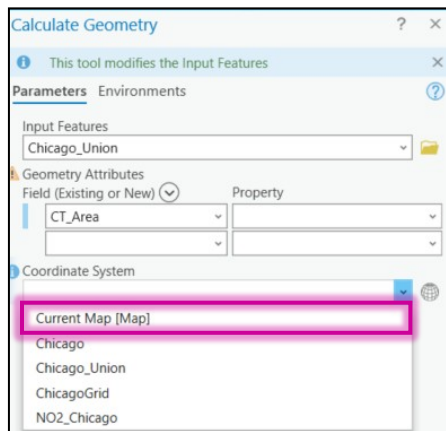 Calculate Geometry ? ×
This tool modifies the Input Features ×
Parameters Environments ?
Input Features
Chicago_Union
Geometry Attributes
Field (Existing or New) Property
CT_Area
Coordinate System
Current Map [Map]
Chicago
Chicago_Union
ChicagoGrid
NO2_Chicago